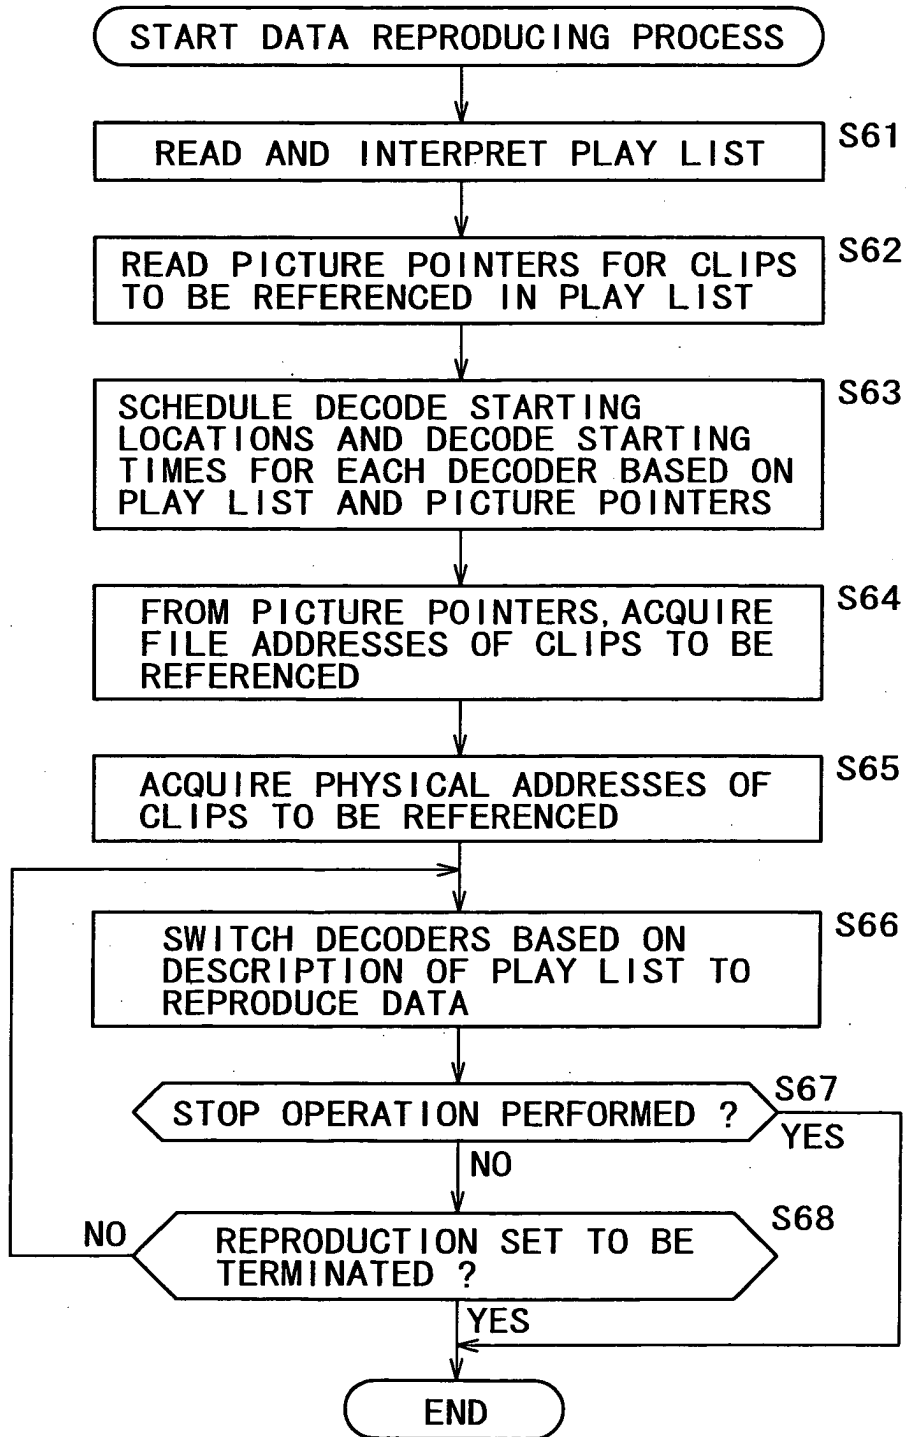 START DATA REPRODUCING PROCESS
READ AND INTERPRET PLAY LIST
S61
READ PICTURE POINTERS FOR CLIPS
TO BE REFERENCED IN PLAY LIST
S62
SCHEDULE DECODE STARTING
LOCATIONS AND DECODE STARTING
TIMES FOR EACH DECODER BASED ON
PLAY LIST AND PICTURE POINTERS
S63
FROM PICTURE POINTERS, ACQUIRE
FILE ADDRESSES OF CLIPS TO BE
REFERENCED
S64
ACQUIRE PHYSICAL ADDRESSES OF
CLIPS TO BE REFERENCED
S65
SWITCH DECODERS BASED ON
DESCRIPTION OF PLAY LIST TO
REPRODUCE DATA
S66
STOP OPERATION PERFORMED ?
S67
YES
NO
REPRODUCTION SET TO BE
TERMINATED ?
S68
NO
YES
END